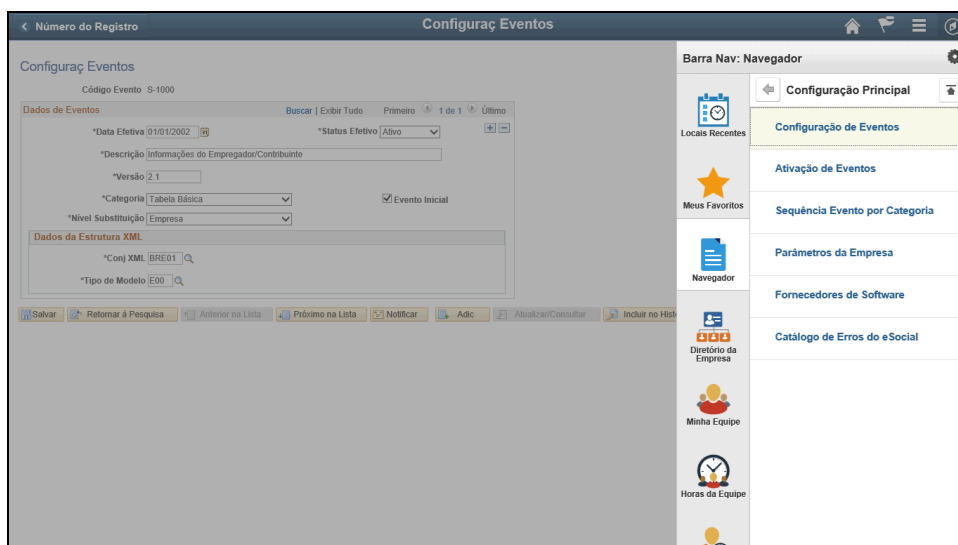 Número do Registro
Configuraç Eventos
Configuraç Eventos
Código Evento S-1000
Dados de Eventos Buscar | Exibir Tudo Primeiro 1 de 1 Último
*Data Efetiva 01/01/2002 *Status Efetivo Ativo
*Descrição Informações do Empregador/Contribuinte
*Versão 2.1
*Categoria Tabela Básica Evento Inicial
*Nível Substituição Empresa
Dados da Estrutura XML
*Conj XML BRE01
*Tipo de Modelo E00
Salvar Retornar á Pesquisa Anterior na Lista Próximo na Lista Notificar Adic Atualizar/Consultar Incluir no Hist
Barra Nav: Navegador
Locais Recentes
Meus Favoritos
Navegador
Diretório da
Empresa
Minha Equipe
Horas da Equipe
Configuração Principal
Configuração de Eventos
Ativação de Eventos
Sequência Evento por Categoria
Parâmetros da Empresa
Fornecedores de Software
Catálogo de Erros do eSocial